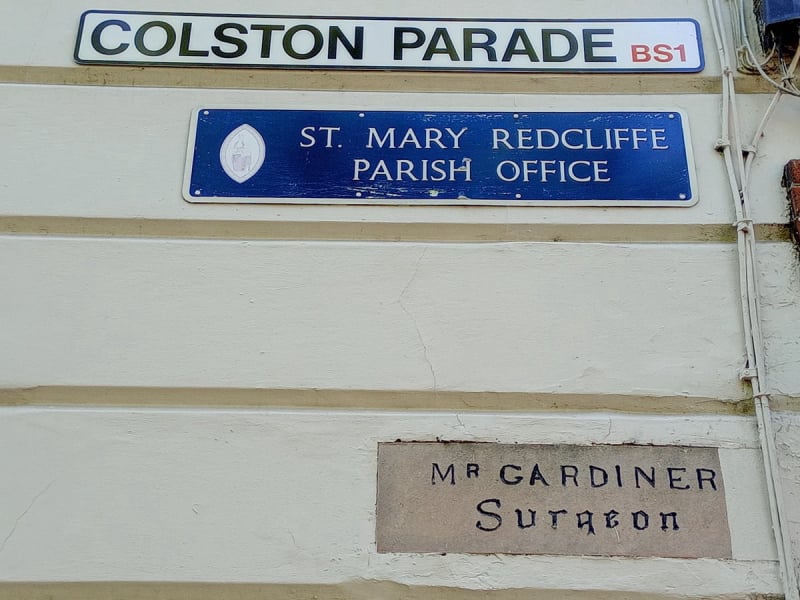 COLSTON PARADE BS1
ST. MARY REDCLIFFE
PARISH OFFICE
MR GARDINER
Surgeon